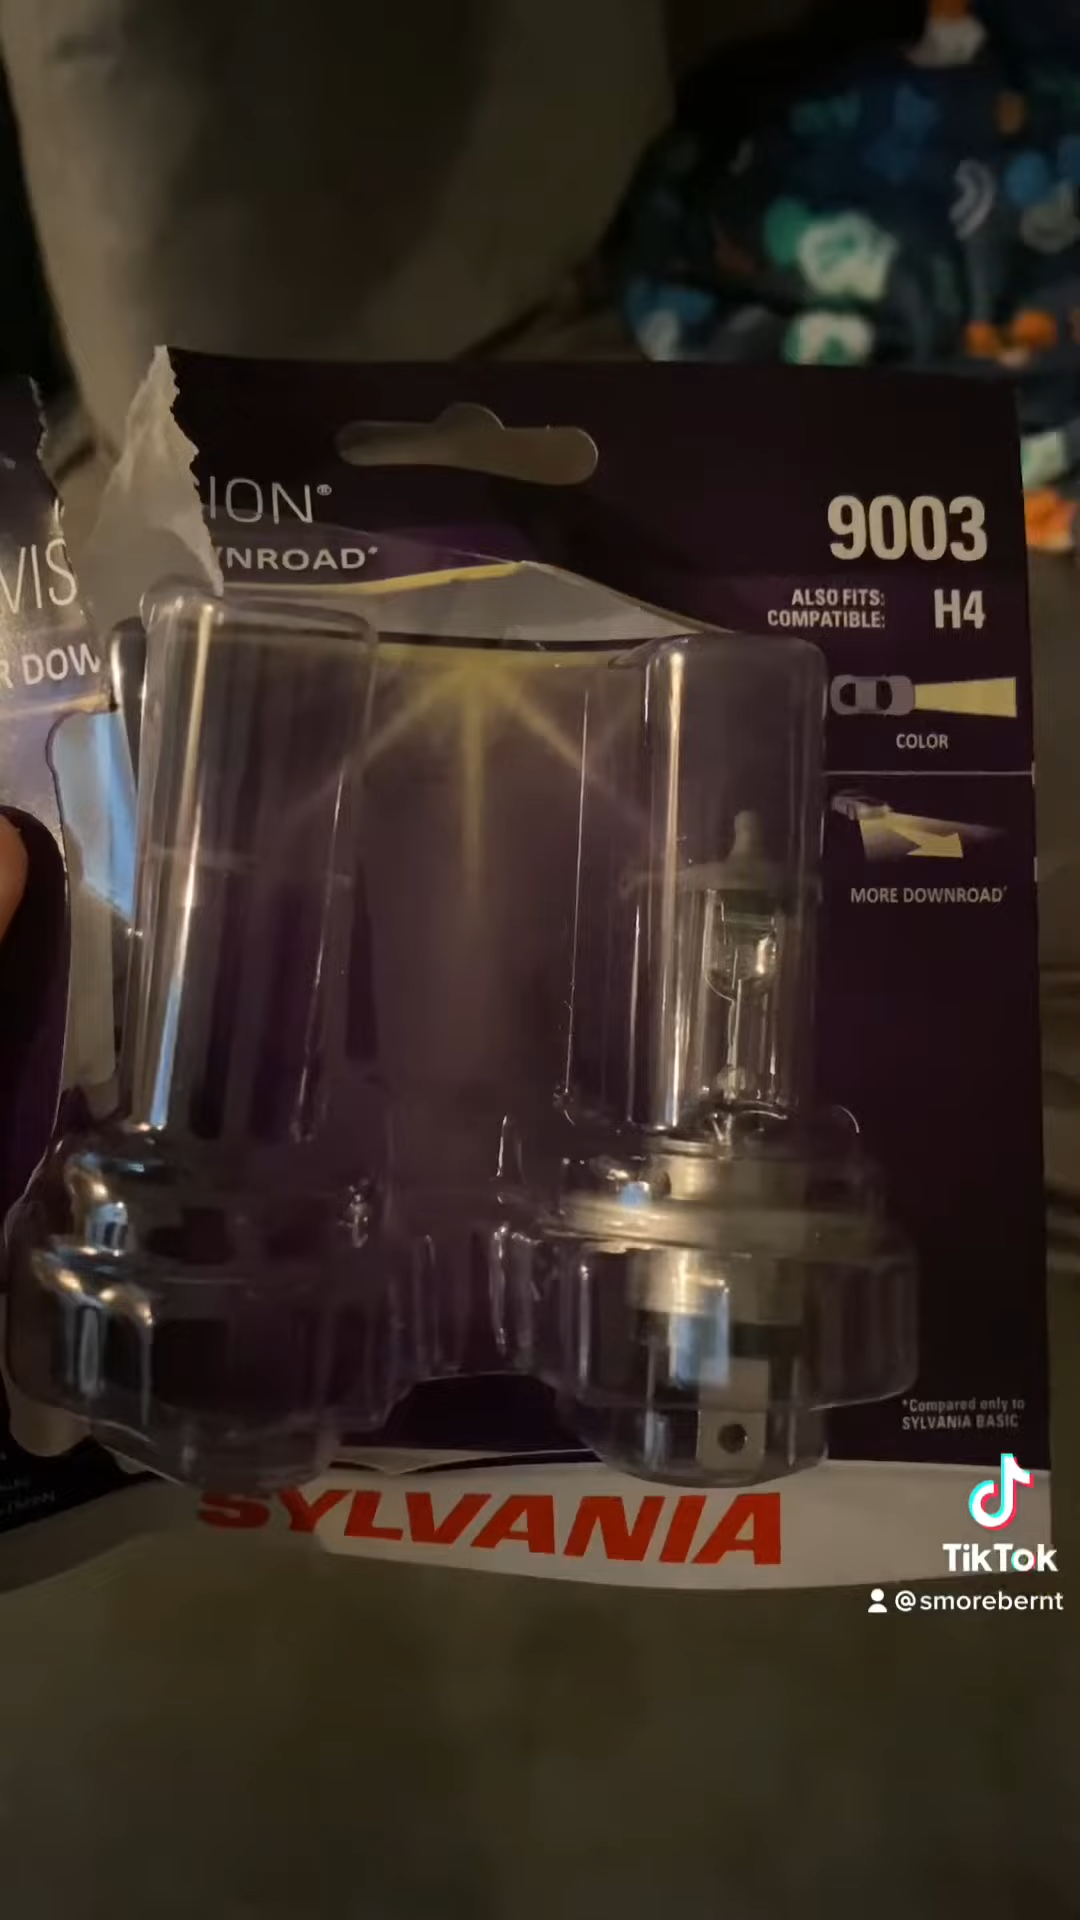 ION®
WNROAD*
VIS
R DOW
9003
ALSO FITS:
COMPATIBLE: H4
COLOR
MORE DOWNROAD*
*Compared only to
SYLVANIA BASIC
SYLVANIA
TikTok
@smorebernt